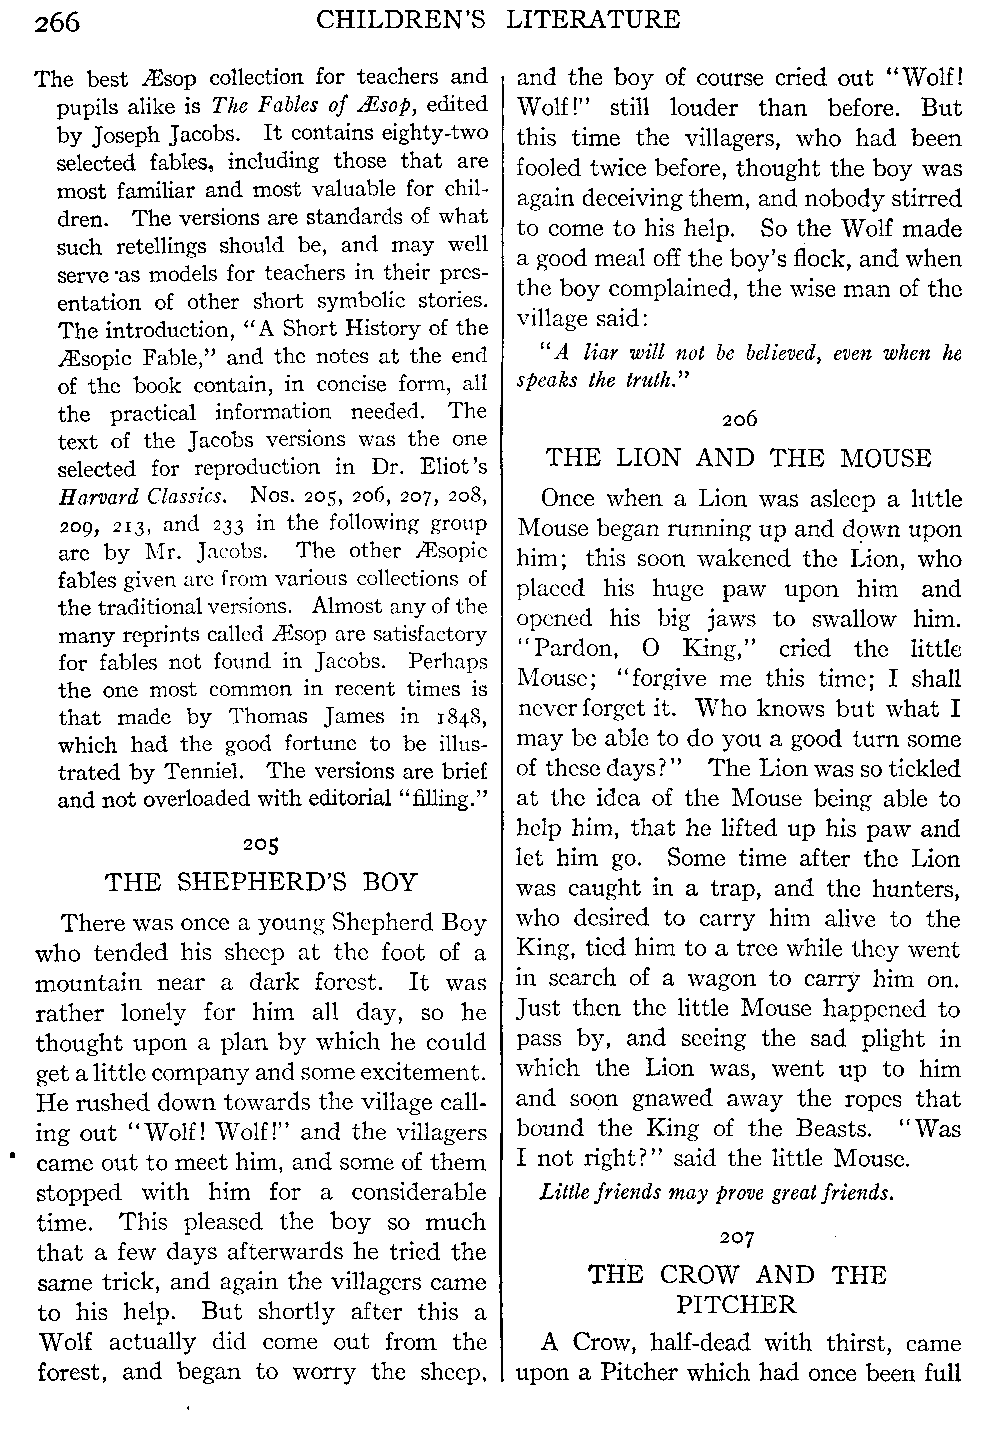 266
CHILDREN'S LITERATURE
The best Æsop collection for teachers and
pupils alike is The Fables of Æsop, edited
by Joseph Jacobs. It contains eighty-two
selected fables, including those that are
most familiar and most valuable for chil-
dren. The versions are standards of what
such retellings should be, and may well
serve as models for teachers in their pres-
entation of other short symbolic stories.
The introduction, "A Short History of the
Æsopic Fable," and the notes at the end
of the book contain, in concise form, all
the practical information needed. The
text of the Jacobs versions was the one
selected for reproduction in Dr. Eliot's
Harvard Classics. Nos. 205, 206, 207, 208,
209, 213, and 233 in the following group
are by Mr. Jacobs. The other Æsopic
fables given are from various collections of
the traditional versions. Almost any of the
many reprints called Æsop are satisfactory
for fables not found in Jacobs. Perhaps
the one most common in recent times is
that made by Thomas James in 1848,
which had the good fortune to be illus-
trated by Tenniel. The versions are brief
and not overloaded with editorial "filling."
205
THE SHEPHERD'S BOY
There was once a young Shepherd Boy
who tended his sheep at the foot of a
mountain near a dark forest. It was
rather lonely for him all day, so he
thought upon a plan by which he could
get a little company and some excitement.
He rushed down towards the village call-
ing out "Wolf! Wolf!" and the villagers
came out to meet him, and some of them
stopped with him for a considerable
time. This pleased the boy so much
that a few days afterwards he tried the
same trick, and again the villagers came
to his help. But shortly after this a
Wolf actually did come out from the
forest, and began to worry the sheep,
and the boy of course cried out "Wolf!
Wolf!" still louder than before. But
this time the villagers, who had been
fooled twice before, thought the boy was
again deceiving them, and nobody stirred
to come to his help. So the Wolf made
a good meal off the boy's flock, and when
the boy complained, the wise man of the
village said:
"A liar will not be believed, even when he
speaks the truth."
206
THE LION AND THE MOUSE
Once when a Lion was asleep a little
Mouse began running up and down upon
him; this soon wakened the Lion, who
placed his huge paw upon him and
opened his big jaws to swallow him.
"Pardon, O King," cried the little
Mouse; "forgive me this time; I shall
never forget it. Who knows but what I
may be able to do you a good turn some
of these days?" The Lion was so tickled
at the idea of the Mouse being able to
help him, that he lifted up his paw and
let him go. Some time after the Lion
was caught in a trap, and the hunters,
who desired to carry him alive to the
King, tied him to a tree while they went
in search of a wagon to carry him on.
Just then the little Mouse happened to
pass by, and seeing the sad plight in
which the Lion was, went up to him
and soon gnawed away the ropes that
bound the King of the Beasts. "Was
I not right?" said the little Mouse.
Little friends may prove great friends.
207
THE CROW AND THE
PITCHER
A Crow, half-dead with thirst, came
upon a Pitcher which had once been full